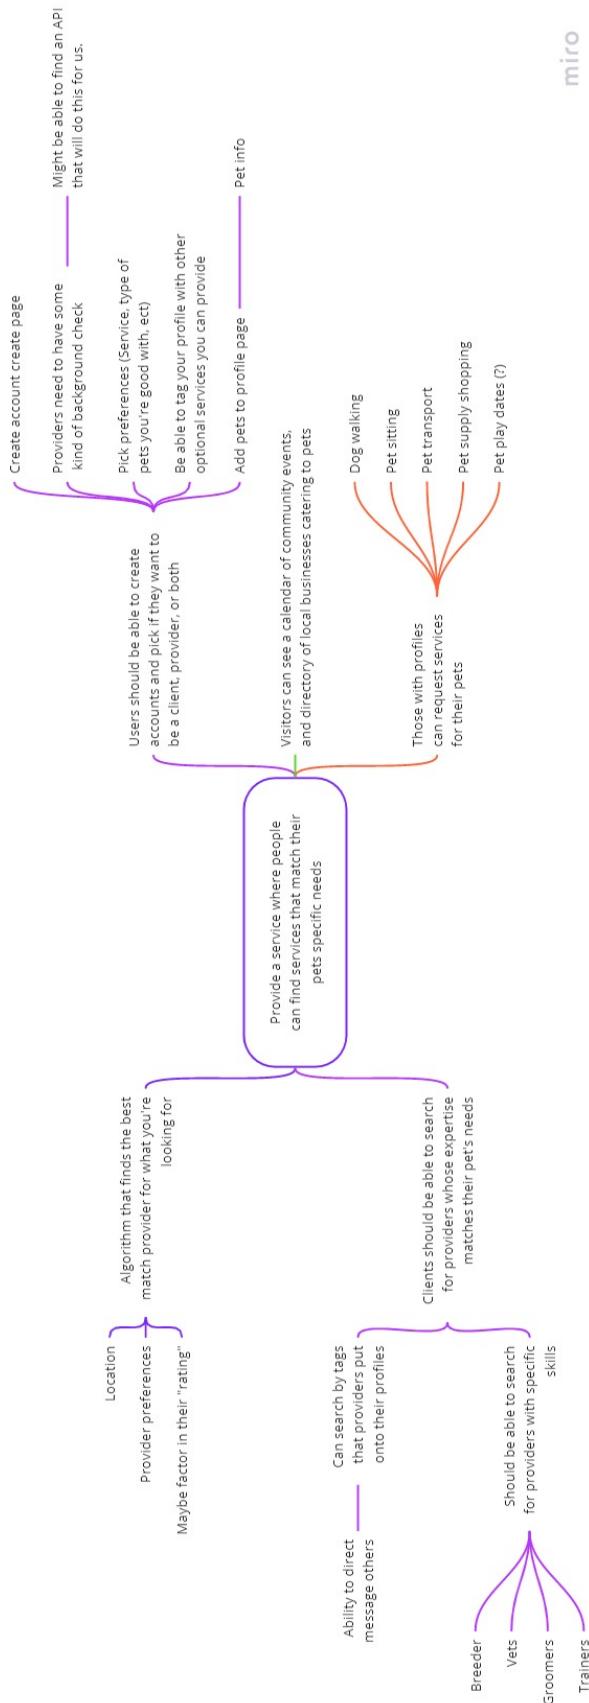 Provide a service where people
can find services that match their
pets specific needs
Algorithm that finds the best
match provider for what you're
looking for
Location
Provider preferences
Maybe factor in their "rating"
Clients should be able to search
for providers whose expertise
matches their pet's needs
Can search by tags
that providers put
onto their profiles
Ability to direct
message others
Should be able to search
for providers with specific
skills
Breeder
Vets
Groomers
Trainers
Users should be able to create
accounts and pick if they want to
be a client, provider, or both
Create account create page
Providers need to have some
kind of background check
Might be able to find an API
that will do this for us.
Pick preferences (Service, type of
pets you're good with, ect)
Be able to tag your profile with other
optional services you can provide
Add pets to profile page
Pet info
Visitors can see a calendar of community events,
and directory of local businesses catering to pets
Those with profiles
can request services
for their pets
Dog walking
Pet sitting
Pet transport
Pet supply shopping
Pet play dates (?)
miro